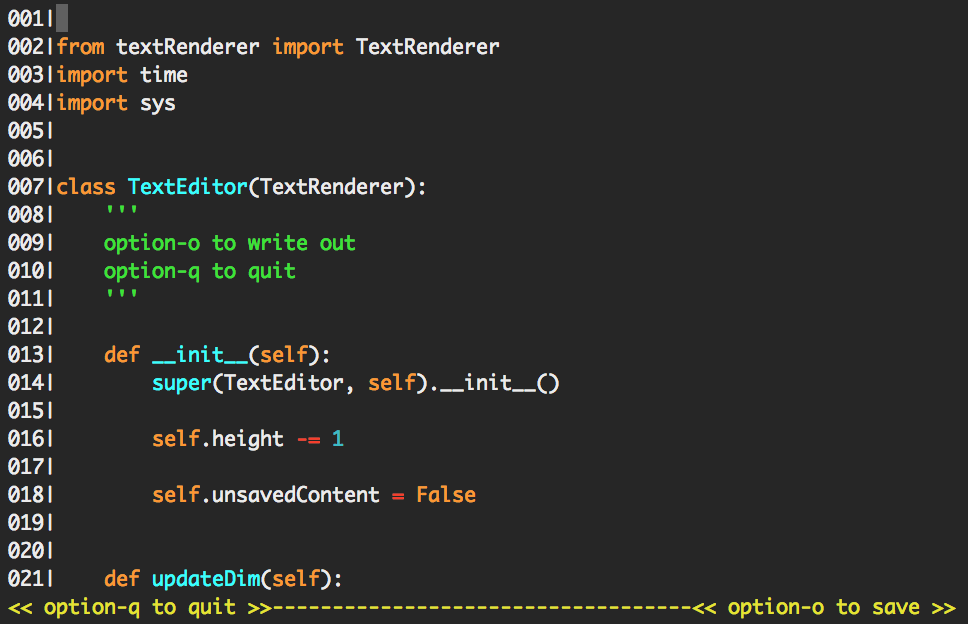 001|
002|from textRenderer import TextRenderer
003|import time
004|import sys
005|
006|
007|class TextEditor(TextRenderer):
008|    '''
009|    option-o to write out
010|    option-q to quit
011|    '''
012|
013|    def __init__(self):
014|        super(TextEditor, self).__init__()
015|
016|        self.height -= 1
017|
018|        self.unsavedContent = False
019|
020|
021|    def updateDim(self):
<< option-q to quit >>-----------------------------------<< option-o to save >>